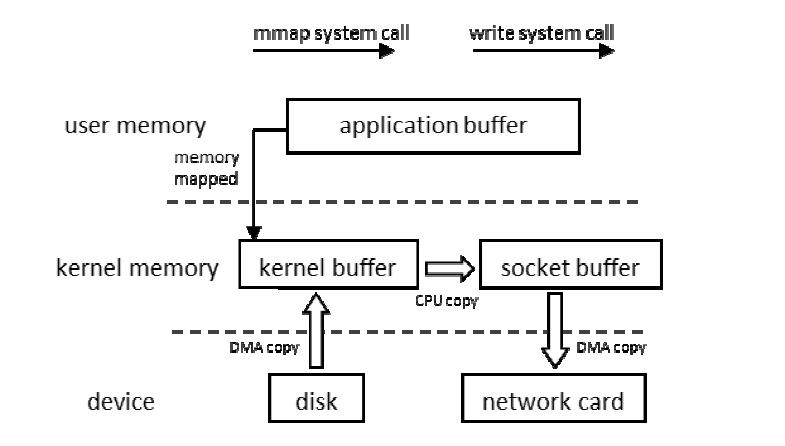 mmap system call
write system call
user memory
application buffer
memory
mapped
kernel memory
kernel buffer
socket buffer
CPU copy
DMA copy
DMA copy
device
disk
network card